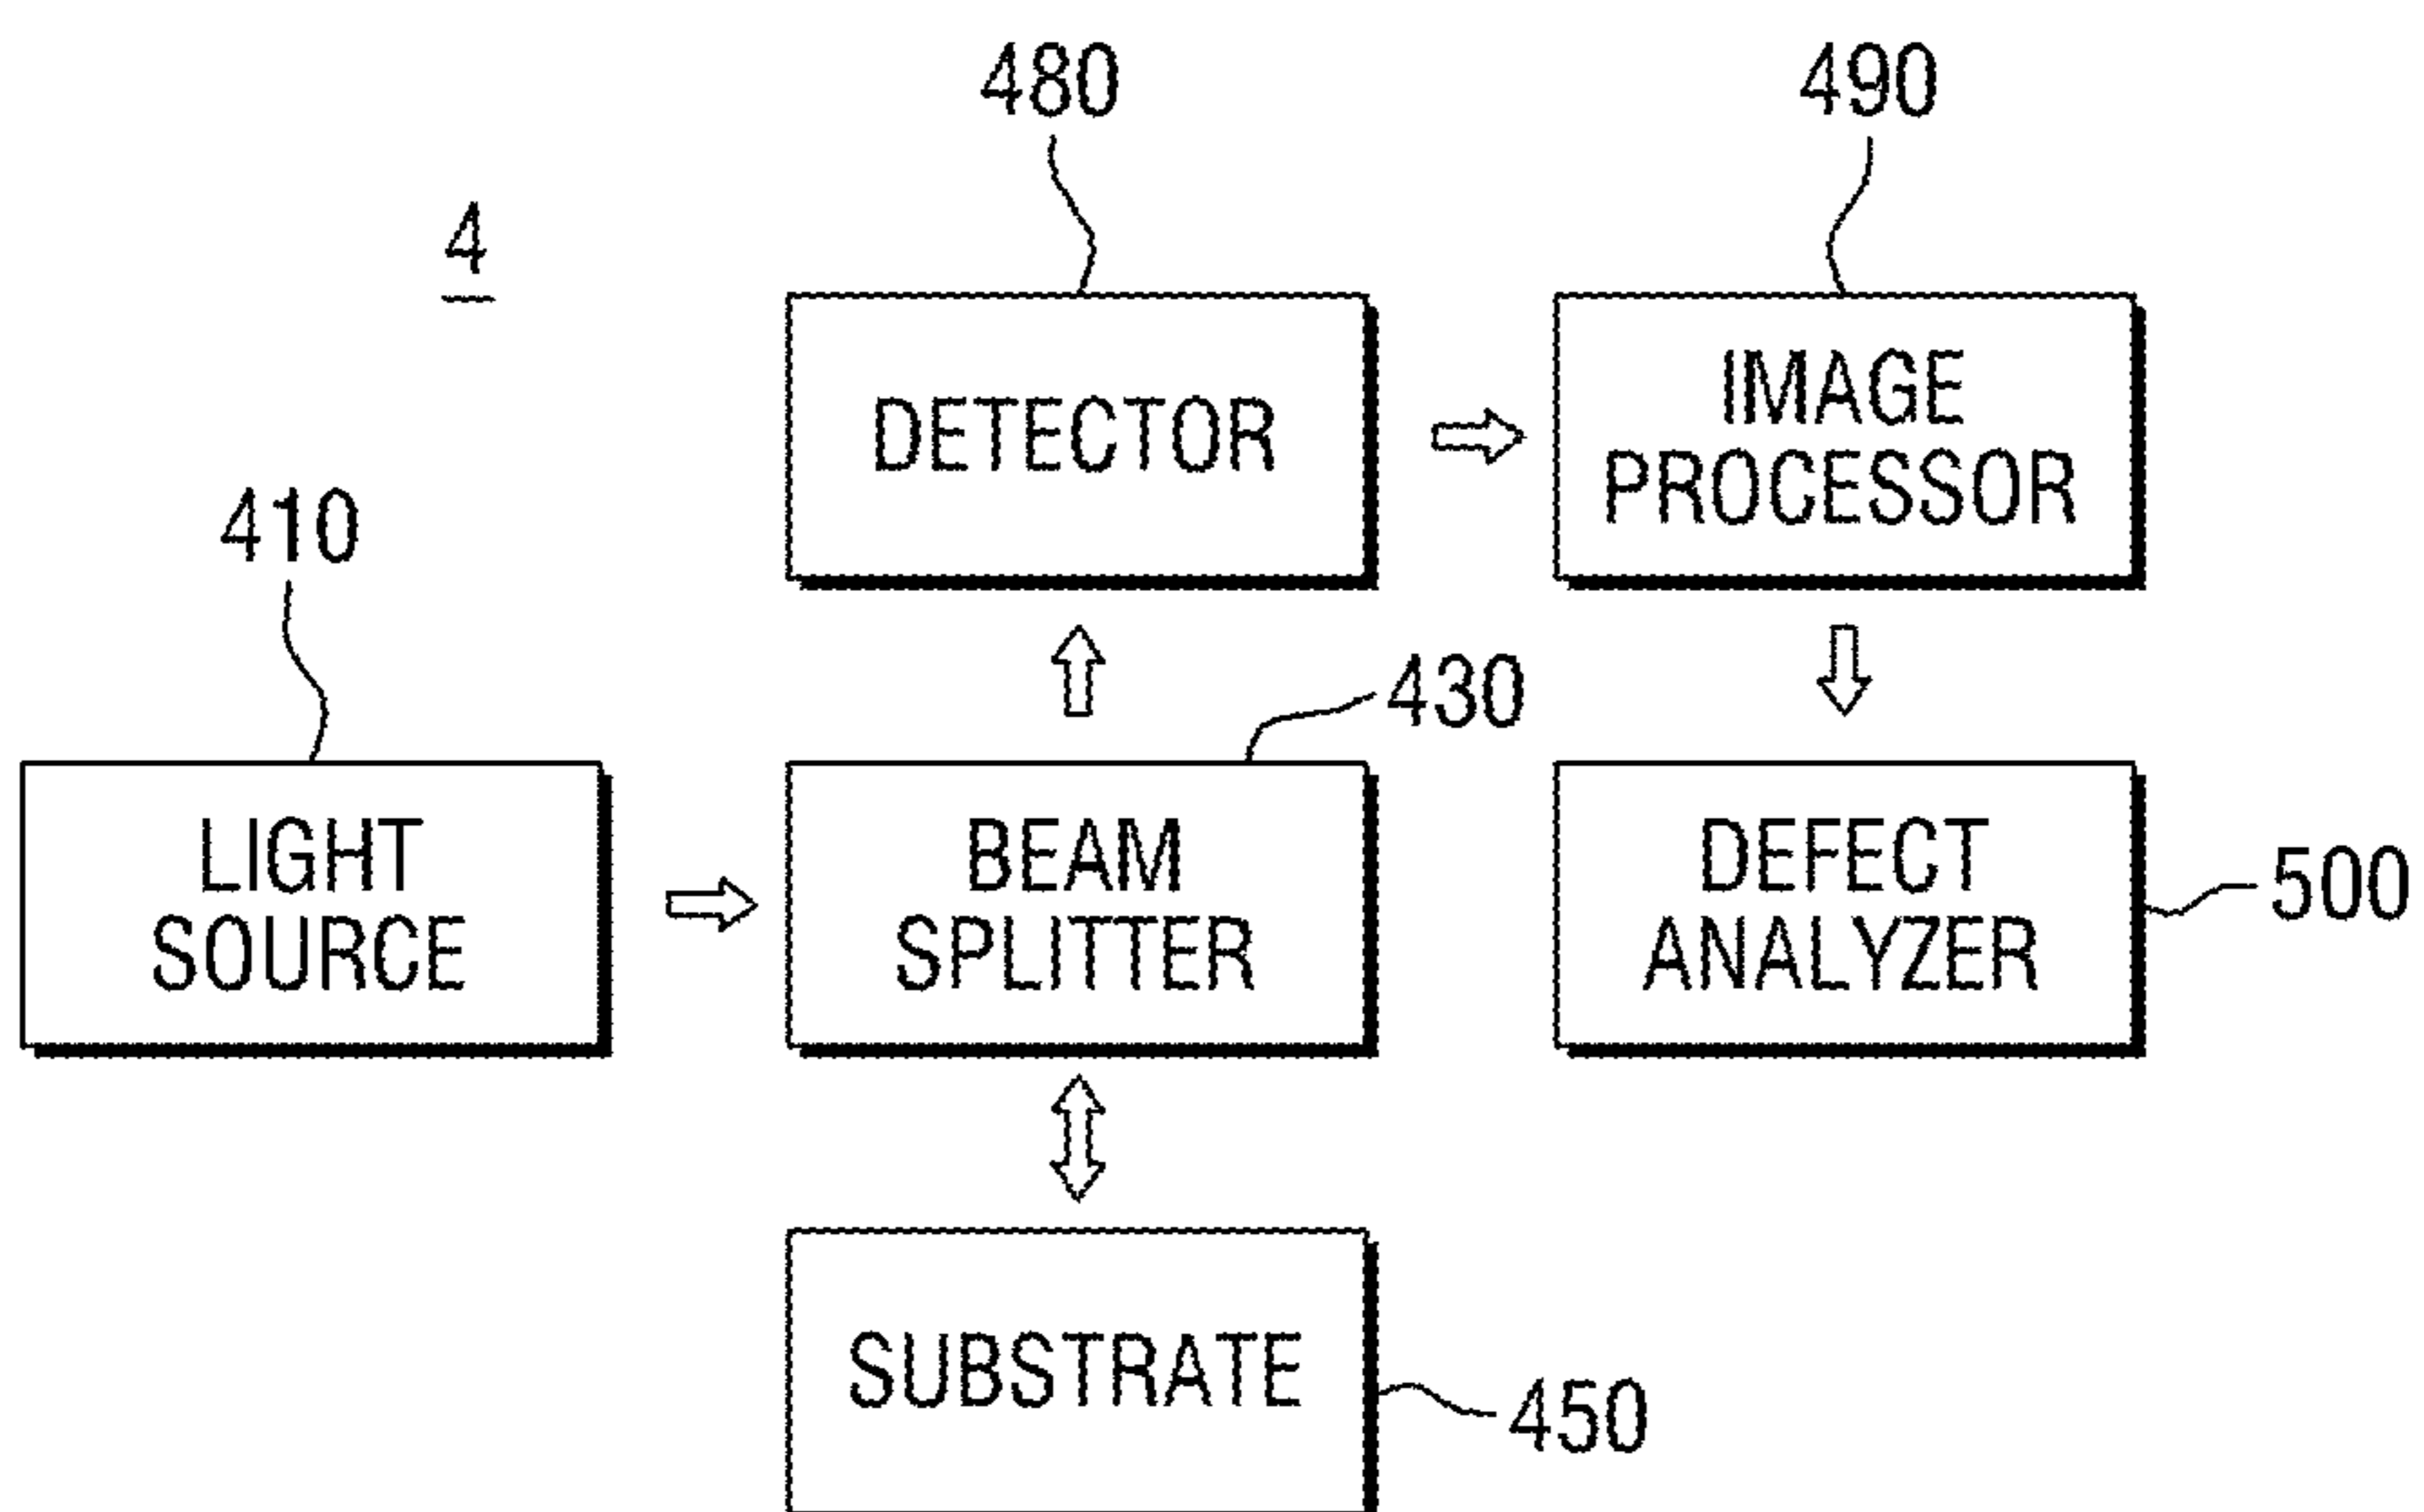 480
490
4
DETECTOR
IMAGE
PROCESSOR
410
430
LIGHT
SOURCE
BEAM
SPLITTER
DEFECT
ANALYZER
500
SUBSTRATE
450